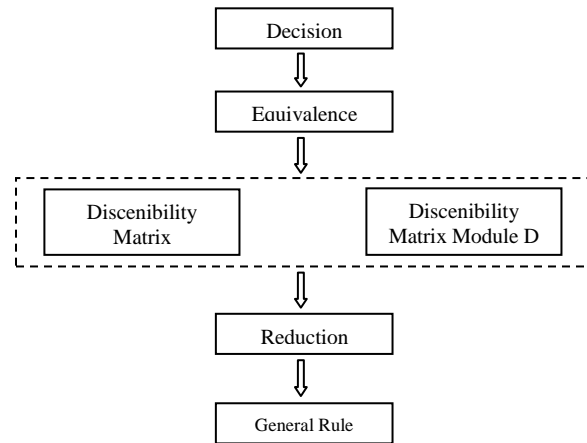 Decision
Equivalence
Discenibility
Matrix
Discenibility
Matrix Module D
Reduction
General Rule